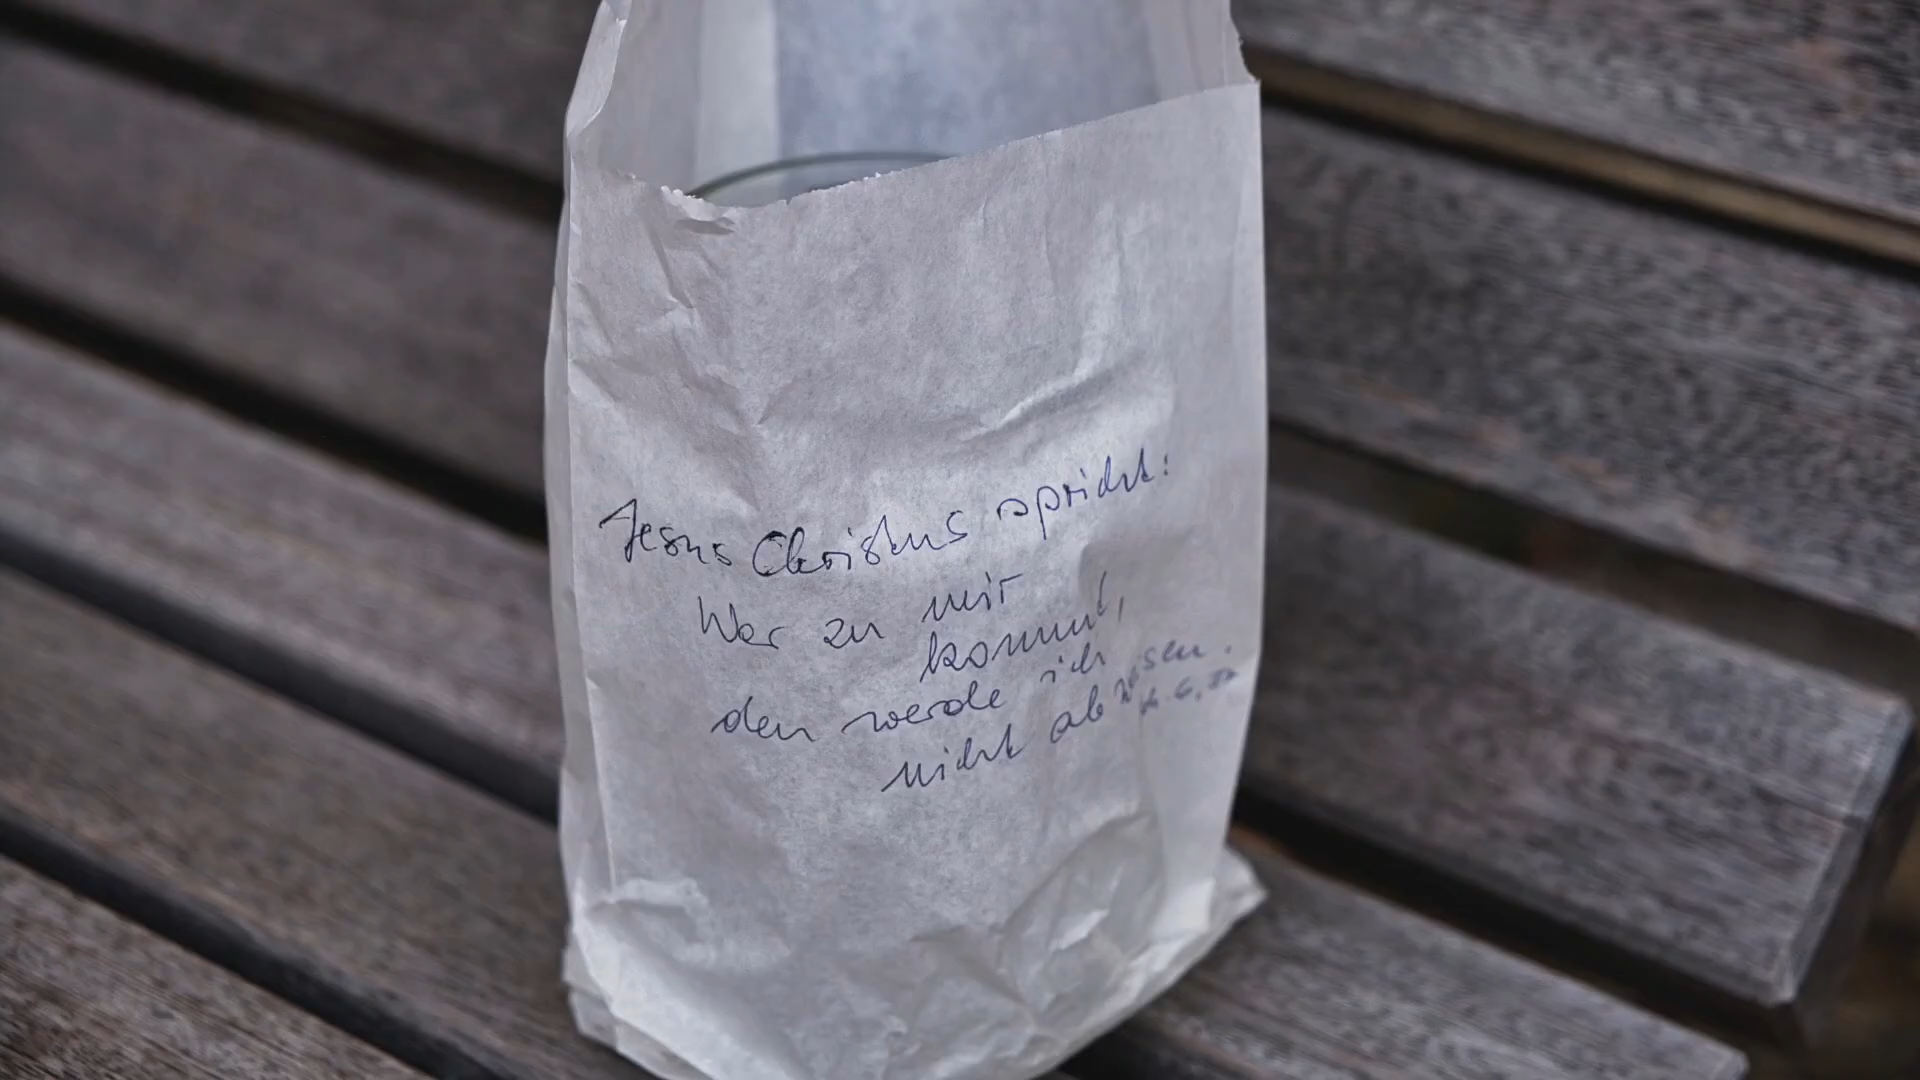 Jesus Christus spricht:
Wer zu mir
kommt,
den werde ich
nicht abweisen.